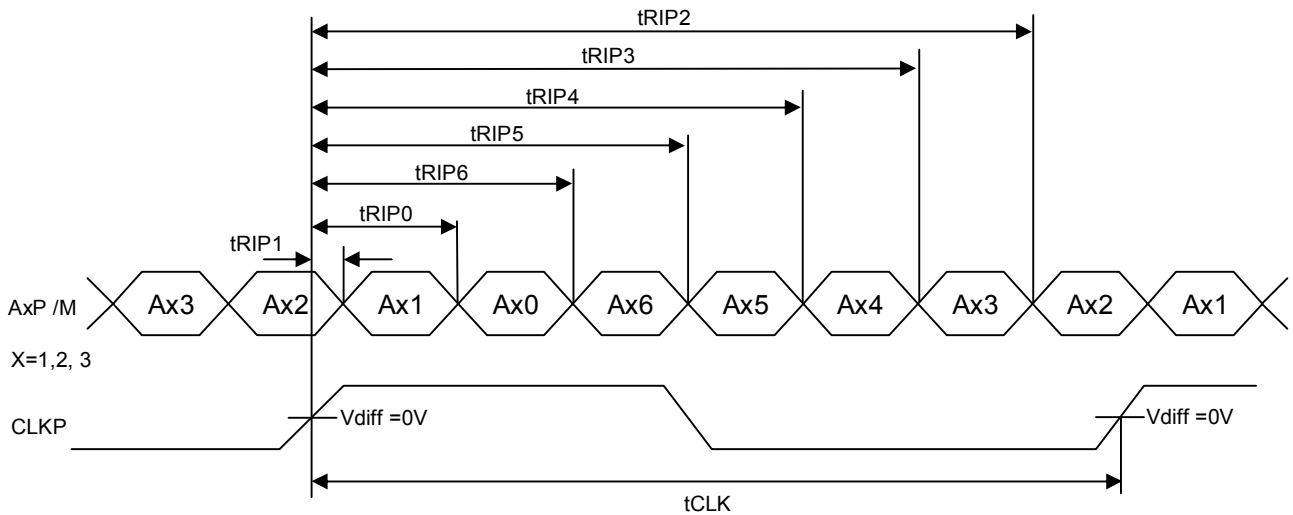 tRIP2
tRIP3
tRIP4
tRIP5
tRIP6
tRIP0
tRIP1
AxP /M Ax3 Ax2 Ax1 Ax0 Ax6 Ax5 Ax4 Ax3 Ax2 Ax1
X=1,2, 3
CLKP Vdiff =0V Vdiff =0V
tCLK